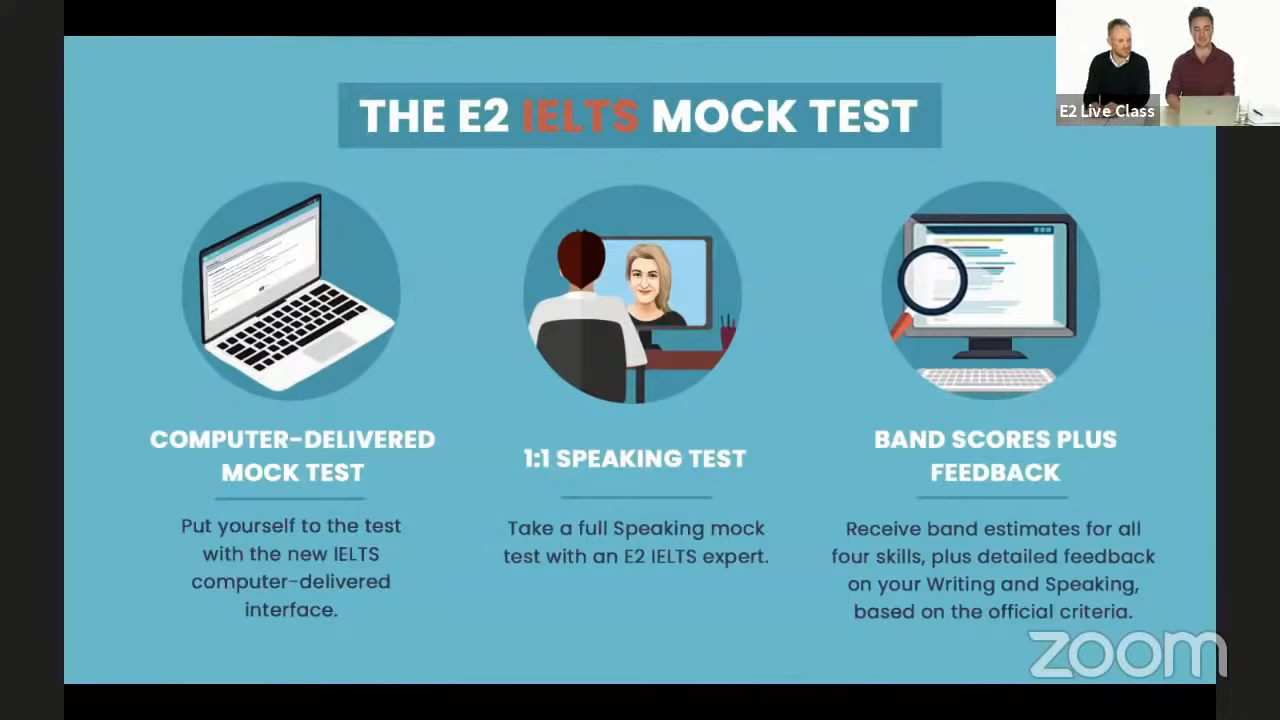 E2 Live Class
THE E2 IELTS MOCK TEST
COMPUTER-DELIVERED
MOCK TEST
Put yourself to the test
with the new IELTS
computer-delivered
interface.
1:1 SPEAKING TEST
Take a full Speaking mock
test with an E2 IELTS expert.
BAND SCORES PLUS
FEEDBACK
Receive band estimates for all
four skills, plus detailed feedback
on your Writing and Speaking,
based on the official criteria.
zoom